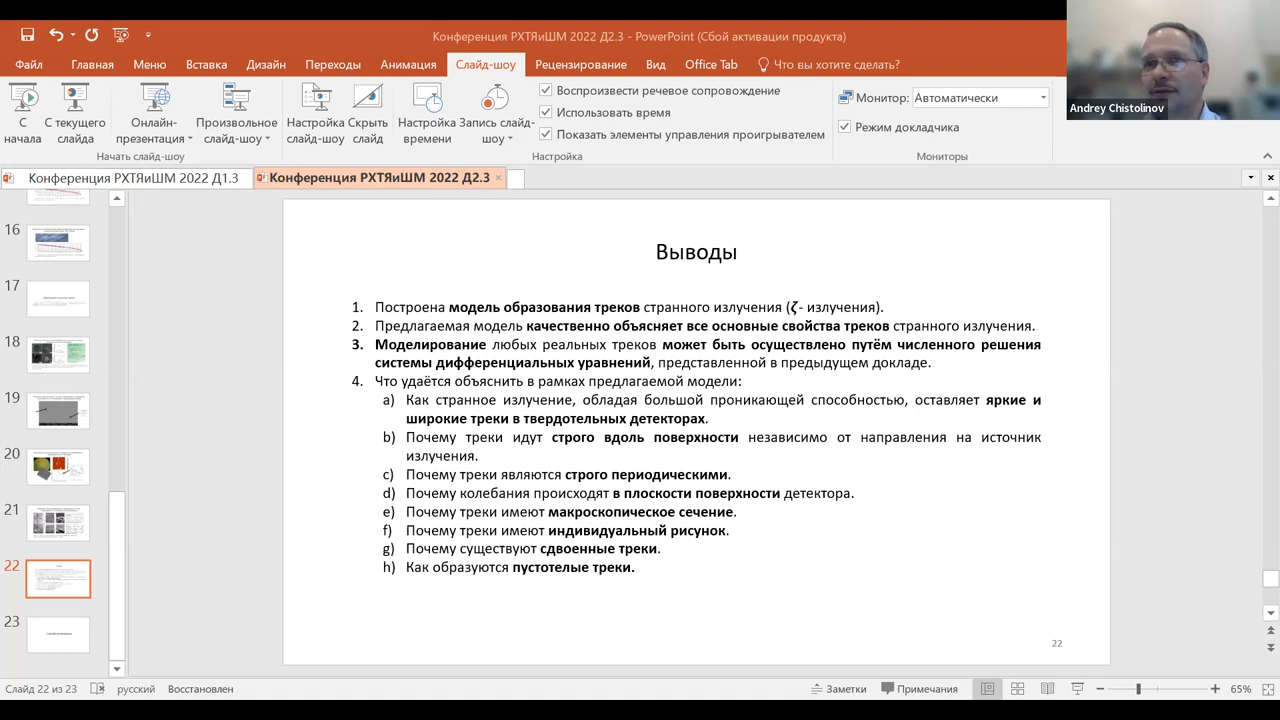 Конференция РХТЯиШМ 2022 Д2.3 - PowerPoint (Сбой активации продукта)
Файл Главная Меню Вставка Дизайн Переходы Анимация Слайд-шоу Рецензирование Вид Office Tab Что вы хотите сделать?
Andrey Chistolinov
С начала
С текущего слайда
Онлайн-презентация
Произвольное слайд-шоу
Настройка слайд-шоу
Скрыть слайд
Настройка времени
Запись слайд-шоу
Воспроизвести речевое сопровождение
Использовать время
Показать элементы управления проигрывателем
Монитор: Автоматически
Режим докладчика
Начать слайд-шоу
Настройка
Мониторы
Конференция РХТЯиШМ 2022 Д1.3
Конференция РХТЯиШМ 2022 Д2.3
16
17
18
19
20
21
22
23
Выводы
1. Построена модель образования треков странного излучения (ζ- излучения).
2. Предлагаемая модель качественно объясняет все основные свойства треков странного излучения.
3. Моделирование любых реальных треков может быть осуществлено путём численного решения
системы дифференциальных уравнений, представленной в предыдущем докладе.
4. Что удаётся объяснить в рамках предлагаемой модели:
a) Как странное излучение, обладая большой проникающей способностью, оставляет яркие и
широкие треки в твердотельных детекторах.
b) Почему треки идут строго вдоль поверхности независимо от направления на источник
излучения.
c) Почему треки являются строго периодическими.
d) Почему колебания происходят в плоскости поверхности детектора.
e) Почему треки имеют макроскопическое сечение.
f) Почему треки имеют индивидуальный рисунок.
g) Почему существуют сдвоенные треки.
h) Как образуются пустотелые треки.
22
Слайд 22 из 23 русский Восстановлен Заметки Примечания 65%